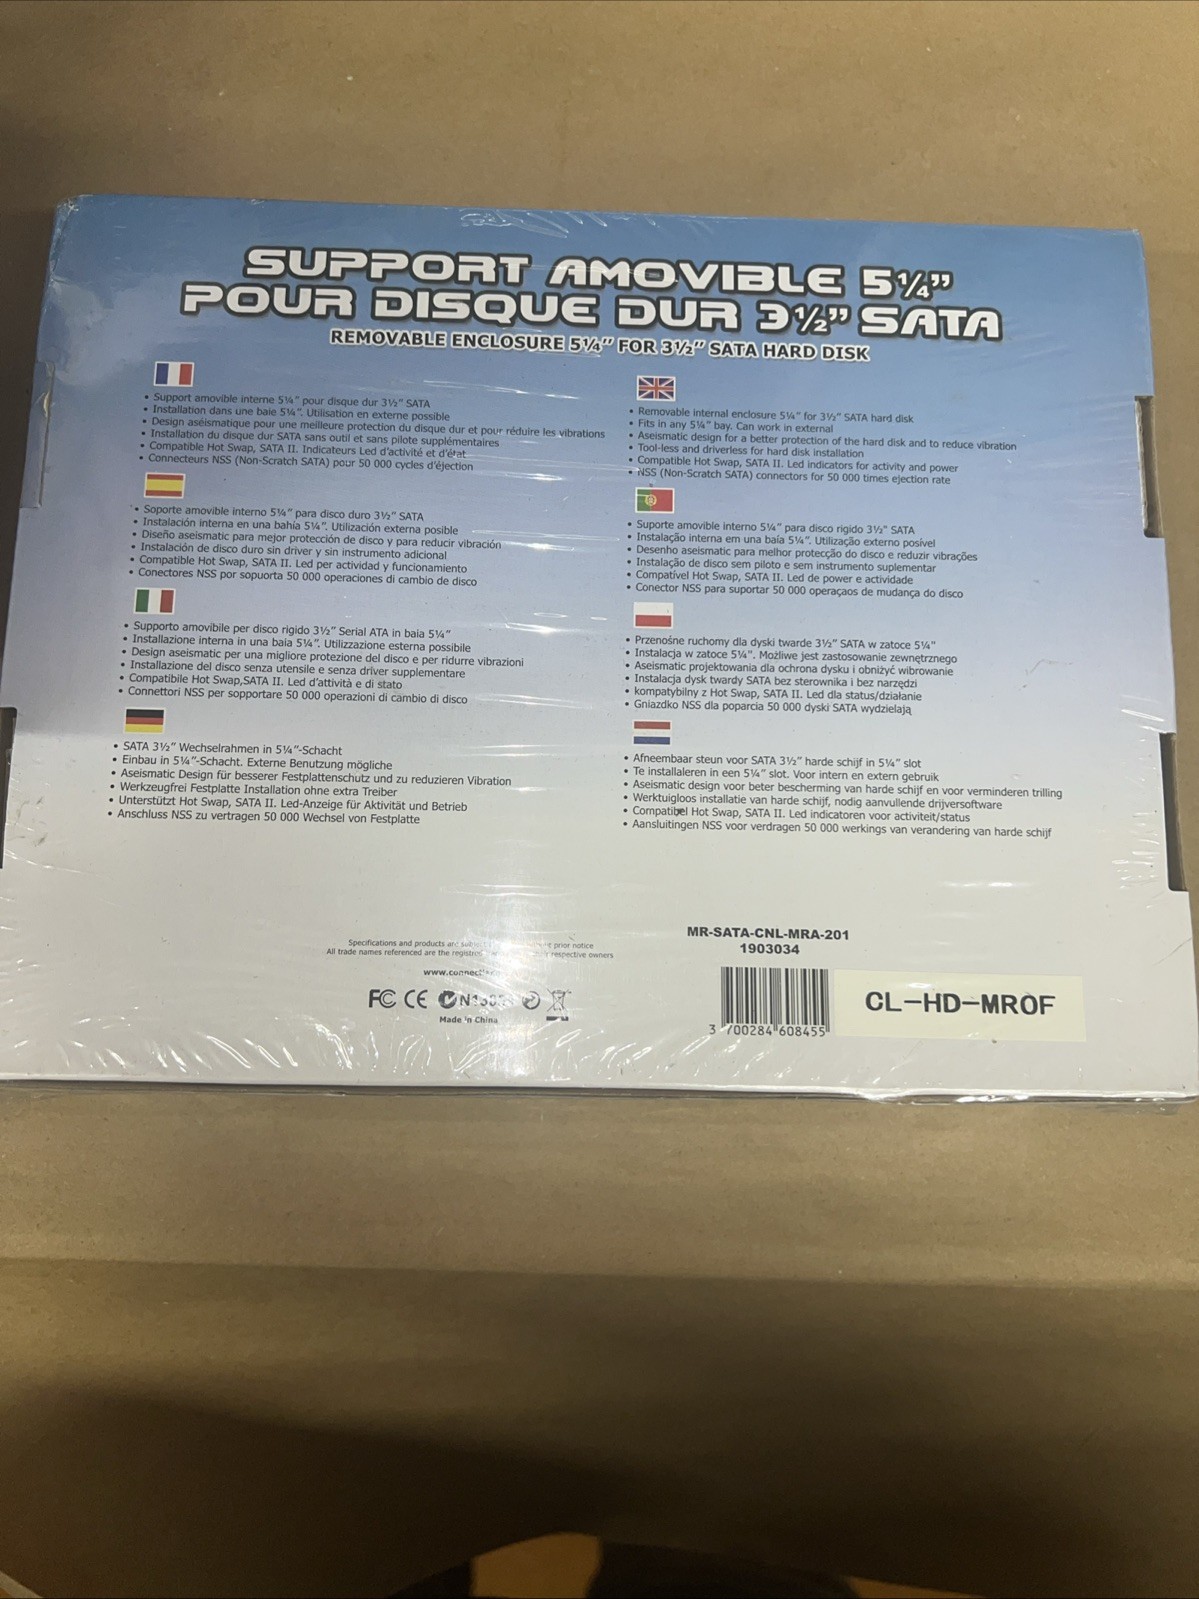 SUPPORT AMOVIBLE 5¼”
POUR DISQUE DUR 3½” SATA
REMOVABLE ENCLOSURE 5¼” FOR 3½” SATA HARD DISK
• Support amovible interne 5¼” pour disque dur 3½” SATA
• Installation dans une baie 5¼”. Utilisation en externe possible
• Design aséismatique pour une meilleure protection du disque dur et pour réduire les vibrations
• Installation du disque dur SATA sans outil et sans pilote supplémentaires
• Compatible Hot Swap, SATA II. Indicateurs Led d’activité et d’état
• Connecteurs NSS (Non-Scratch SATA) pour 50 000 cycles d’éjection
• Removable internal enclosure 5¼” for 3½” SATA hard disk
• Fits in any 5¼” bay. Can work in external
• Aseismatic design for a better protection of the hard disk and to reduce vibration
• Tool-less and driverless for hard disk installation
• Compatible Hot Swap, SATA II. Led indicators for activity and power
• NSS (Non-Scratch SATA) connectors for 50 000 times ejection rate
• Soporte amovible interno 5¼” para disco duro 3½” SATA
• Instalación interna en una bahía 5¼”. Utilización externa posible
• Diseño aseismatic para mejor protección de disco y para reducir vibración
• Instalación de disco duro sin driver y sin instrumento adicional
• Compatible Hot Swap, SATA II. Led por actividad y funcionamiento
• Conectores NSS por sopuorta 50 000 operaciones di cambio de disco
• Suporte amovible interno 5¼” para disco rigido 3½” SATA
• Instalação interna em una baía 5¼”. Utilização externo posível
• Desenho aseismatic para melhor protecção do disco e reduzir vibrações
• Instalação de disco sem piloto e sem instrumento suplementar
• Compatível Hot Swap, SATA II. Led de power e actividade
• Conector NSS para suportar 50 000 operaçaos de mudança do disco
• Supporto amovibile per disco rigido 3½” Serial ATA in baia 5¼”
• Installazione interna in una baia 5¼”. Utilizzazione esterna possibile
• Design aseismatic per una migliore protezione del disco e per ridurre vibrazioni
• Installazione del disco senza utensile e senza driver supplementare
• Compatibile Hot Swap,SATA II. Led d’attività e di stato
• Connettori NSS per sopportare 50 000 operazioni di cambio di disco
• Przenośne ruchomy dla dyski twarde 3½” SATA w zatoce 5¼”
• Instalacja w zatoce 5¼”. Możliwe jest zastosowanie zewnętrznego
• Aseismatic projektowania dla ochrona dysku i obniżyć wibrowanie
• Instalacja dysk twardy SATA bez sterownika i bez narzędzi
• kompatybilny z Hot Swap, SATA II. Led dla status/działanie
• Gniazdko NSS dla poparcia 50 000 dyski SATA wydzielają
• SATA 3½” Wechselrahmen in 5¼”-Schacht
• Einbau in 5¼”-Schacht. Externe Benutzung mögliche
• Aseismatic Design für besserer Festplattenschutz und zu reduzieren Vibration
• Werkzeugfrei Festplatte Installation ohne extra Treiber
• Unterstützt Hot Swap, SATA II. Led-Anzeige für Aktivität und Betrieb
• Anschluss NSS zu vertragen 50 000 Wechsel von Festplatte
• Afneembaar steun voor SATA 3½” harde schijf in 5¼” slot
• Te installaleren in een 5¼” slot. Voor intern en extern gebruik
• Aseismatic design voor beter bescherming van harde schijf en voor verminderen trilling
• Werktuigloos installatie van harde schijf, nodig aanvullende drijversoftware
• Compatibel Hot Swap, SATA II. Led indicatoren voor activiteit/status
• Aansluitingen NSS voor verdragen 50 000 werkings van verandering van harde schijf
Specifications and products are prior notice
All trade names referenced are the respective owners
FC CE
Made in China
MR-SATA-CNL-MRA-201
1903034
3 700284 608455
CL-HD-MROF